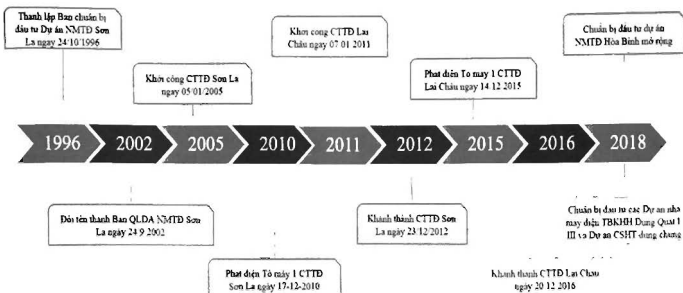 Thành lập Ban chuẩn bị
đầu tư Dự án NMTĐ Sơn
La ngày 24/10/1996
Khởi công CTTĐ Lai
Châu ngày 07 01 2011
Chuẩn bị đầu tư dự án
NMTĐ Hòa Bình mở rộng
Khởi công CTTĐ Sơn La
ngày 05/01/2005
Phát điện Tổ máy 1 CTTĐ
Lai Châu ngày 14 12 2015
1996
2002
2005
2010
2011
2012
2015
2016
2018
Đổi tên thành Ban QLDA NMTĐ Sơn
La ngày 24 9 2002
Khánh thành CTTĐ Sơn
La ngày 23/12/2012
Chuẩn bị đầu tư các Dự án nhà
máy điện TBKHH Dung Quất I
III và Dự án CSHT dùng chung
Phát điện Tổ máy 1 CTTĐ
Sơn La ngày 17-12-2010
Khánh thành CTTĐ Lai Châu
ngày 20 12 2016